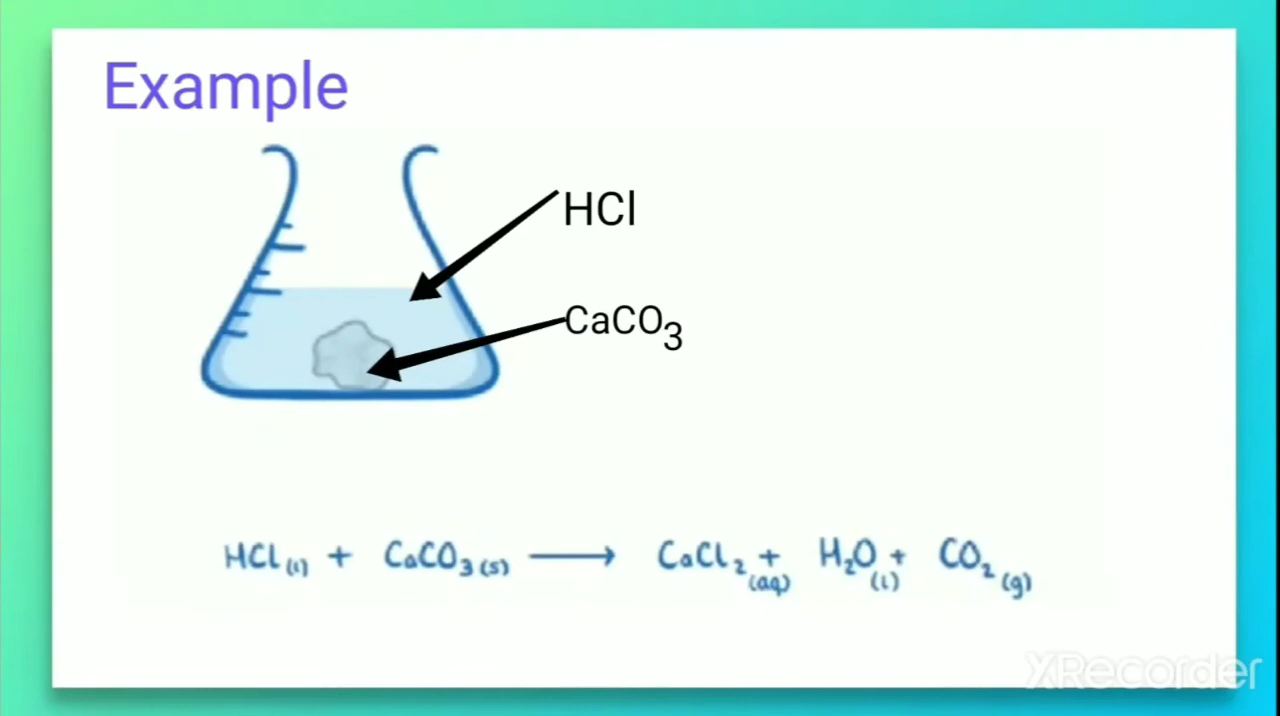 Example
HCl
CaCO₃
HCl(l) + CaCO₃(s) ⟶ CaCl₂(aq) + H₂O(l) + CO₂(g)
XRecorder